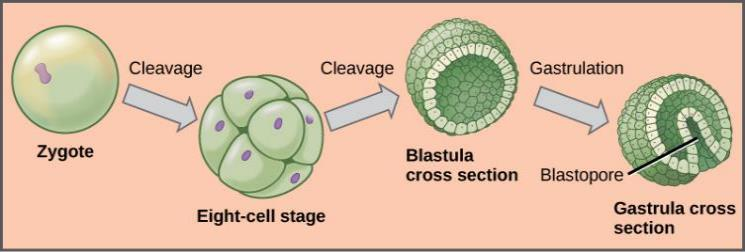 Zygote
Cleavage
Eight-cell stage
Cleavage
Blastula
cross section
Gastrulation
Blastopore
Gastrula cross
section